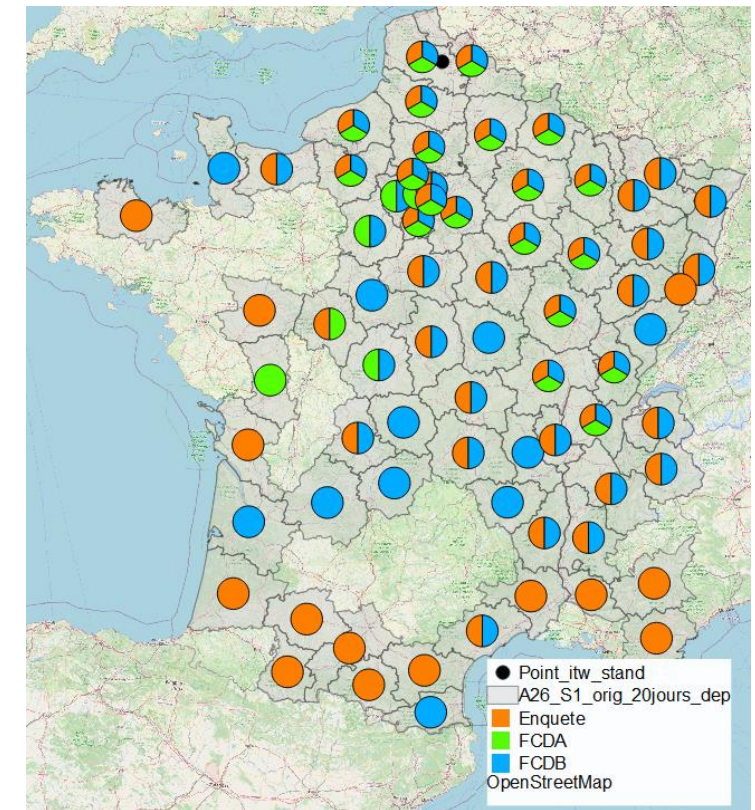 Point_itw_stand
A26_S1_orig_20jours_dep
Enquete
FCDA
FCDB
OpenStreetMap